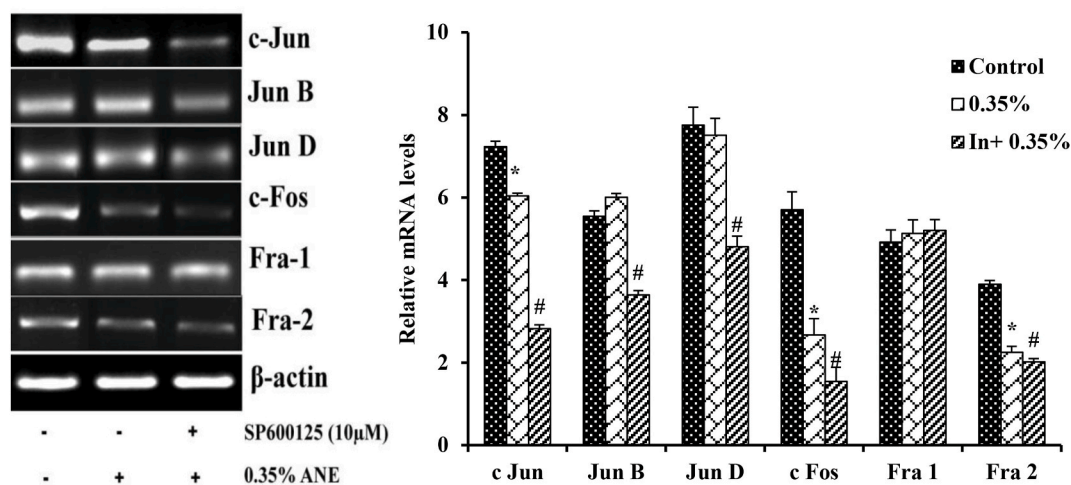 c-Jun
Jun B
Jun D
c-Fos
Fra-1
Fra-2
β-actin
- - + SP600125 (10μM)
- + + 0.35% ANE
Relative mRNA levels
10
8
6
4
2
0
* # # # * # * #
c Jun Jun B Jun D c Fos Fra 1 Fra 2
Control
0.35%
In+ 0.35%